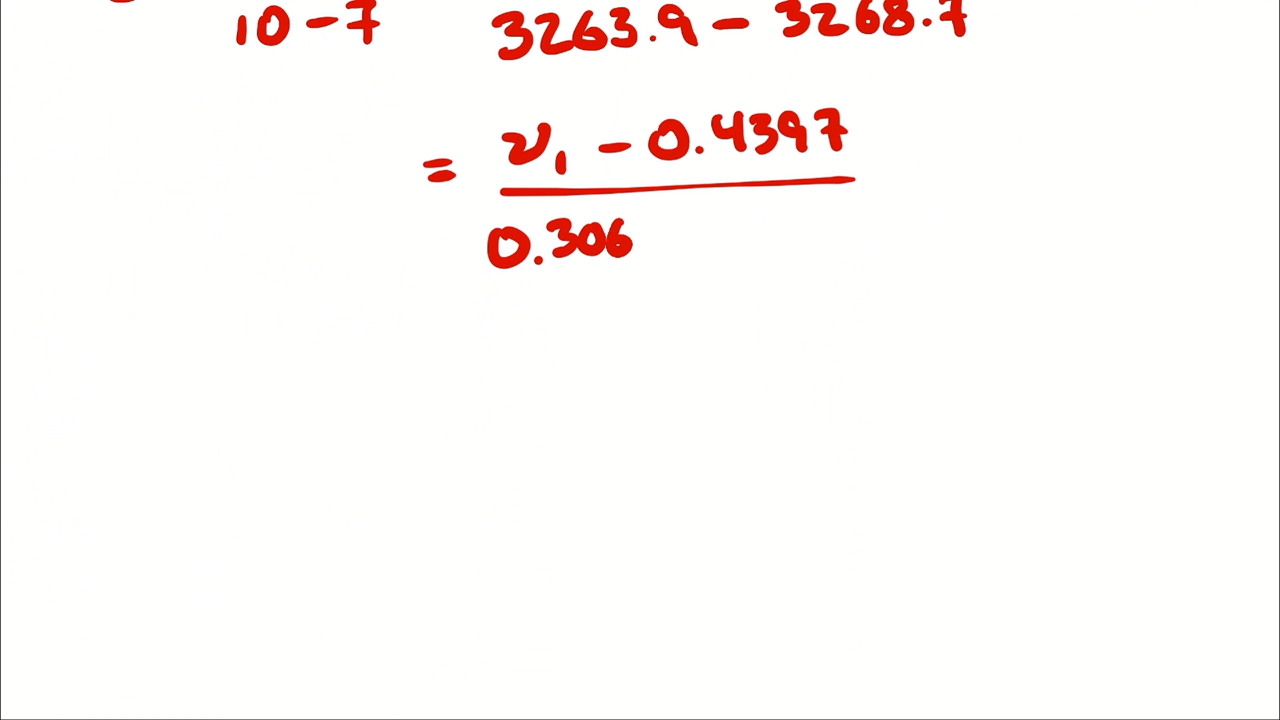 10 - 7 3263.9 - 3268.7
= v₁ - 0.4397
0.306